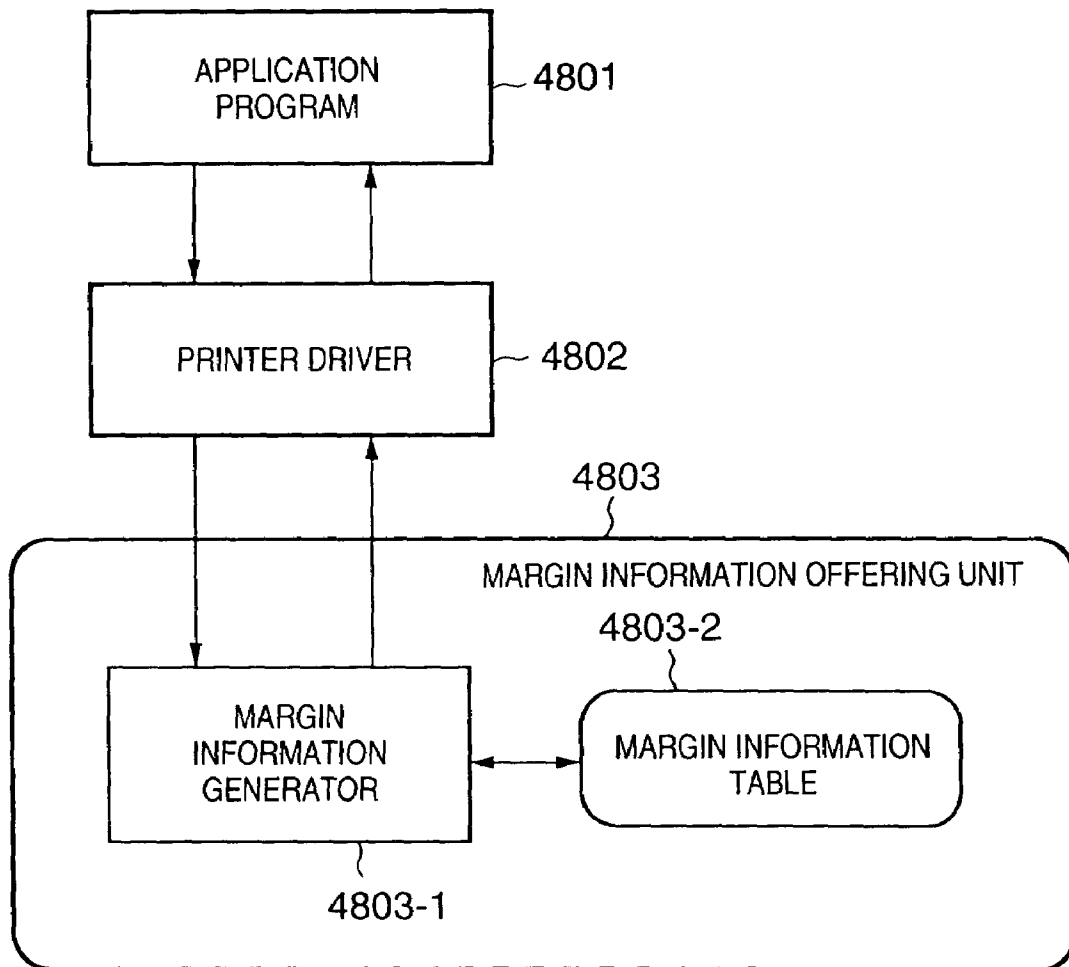 APPLICATION
PROGRAM
4801
PRINTER DRIVER
4802
4803
MARGIN INFORMATION OFFERING UNIT
4803-2
MARGIN
INFORMATION
GENERATOR
MARGIN INFORMATION
TABLE
4803-1